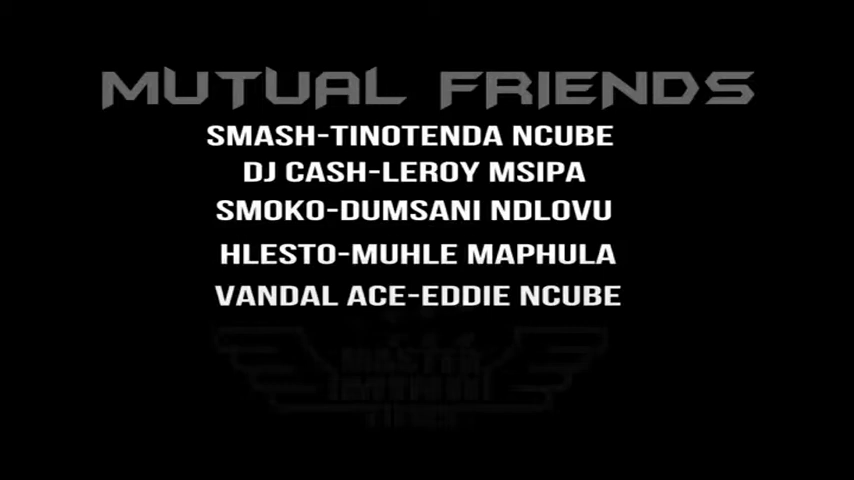 MUTUAL FRIENDS
SMASH-TINOTENDA NCUBE
DJ CASH-LEROY MSIPA
SMOKO-DUMSANI NDLOVU
HLESTO-MUHLE MAPHULA
VANDAL ACE-EDDIE NCUBE